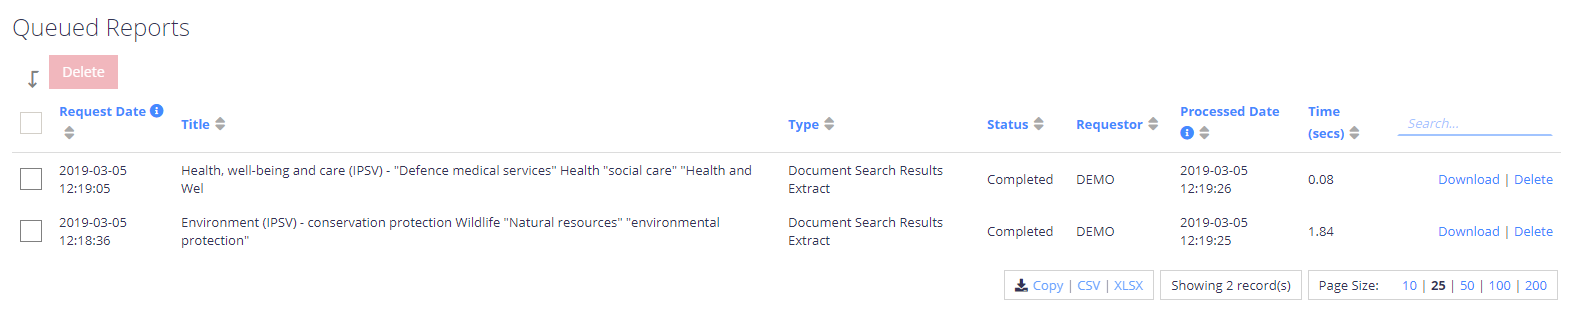 Queued Reports
Delete
Request Date
Title
Type
Status
Requestor
Processed Date
Time
(secs)
Search...
2019-03-05
12:19:05
Health, well-being and care (IPSV) - "Defence medical services" Health "social care" "Health and
Wel
Document Search Results
Extract
Completed
DEMO
2019-03-05
12:19:26
0.08
Download | Delete
2019-03-05
12:18:36
Environment (IPSV) - conservation protection Wildlife "Natural resources" "environmental
protection"
Document Search Results
Extract
Completed
DEMO
2019-03-05
12:19:25
1.84
Download | Delete
Copy | CSV | XLSX
Showing 2 record(s)
Page Size: 10 | 25 | 50 | 100 | 200